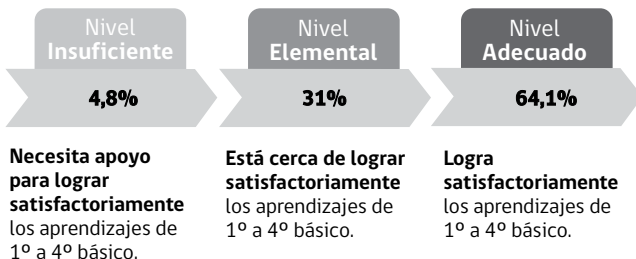 Nivel
Insuficiente
4,8%
Necesita apoyo
para lograr
satisfactoriamente
los aprendizajes de
1º a 4º básico.
Nivel
Elemental
31%
Está cerca de lograr
satisfactoriamente
los aprendizajes de
1º a 4º básico.
Nivel
Adecuado
64,1%
Logra
satisfactoriamente
los aprendizajes de
1º a 4º básico.